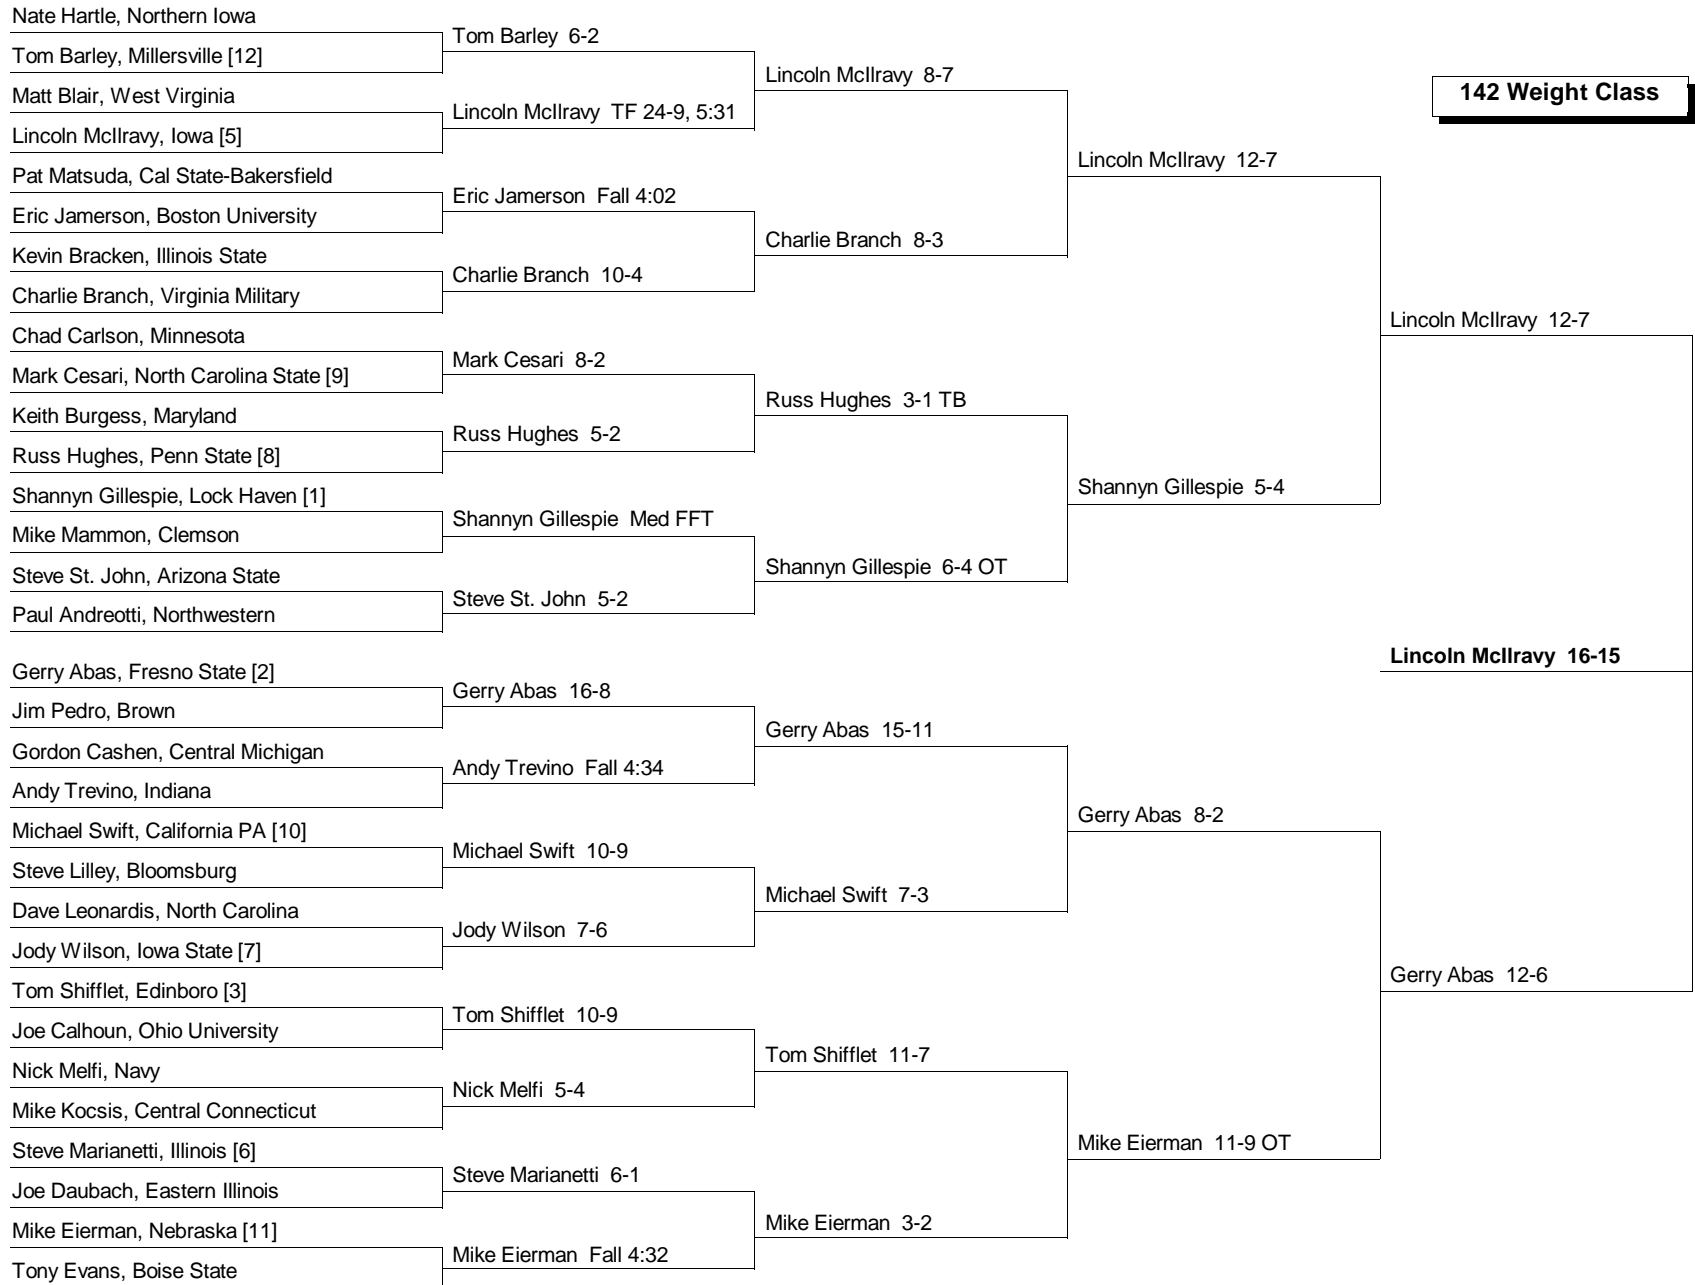 Nate Hartle, Northern Iowa
Tom Barley, Millersville [12]
Matt Blair, West Virginia
Lincoln McIlravy, Iowa [5]
Pat Matsuda, Cal State-Bakersfield
Eric Jamerson, Boston University
Kevin Bracken, Illinois State
Charlie Branch, Virginia Military
Chad Carlson, Minnesota
Mark Cesari, North Carolina State [9]
Keith Burgess, Maryland
Russ Hughes, Penn State [8]
Shannyn Gillespie, Lock Haven [1]
Mike Mammon, Clemson
Steve St. John, Arizona State
Paul Andreotti, Northwestern
Gerry Abas, Fresno State [2]
Jim Pedro, Brown
Gordon Cashen, Central Michigan
Andy Trevino, Indiana
Michael Swift, California PA [10]
Steve Lilley, Bloomsburg
Dave Leonardis, North Carolina
Jody Wilson, Iowa State [7]
Tom Shifflet, Edinboro [3]
Joe Calhoun, Ohio University
Nick Melfi, Navy
Mike Kocsis, Central Connecticut
Steve Marianetti, Illinois [6]
Joe Daubach, Eastern Illinois
Mike Eierman, Nebraska [11]
Tony Evans, Boise State
Tom Barley 6-2
Lincoln McIlravy TF 24-9, 5:31
Eric Jamerson Fall 4:02
Charlie Branch 10-4
Mark Cesari 8-2
Russ Hughes 5-2
Shannyn Gillespie Med FFT
Steve St. John 5-2
Gerry Abas 16-8
Andy Trevino Fall 4:34
Michael Swift 10-9
Jody Wilson 7-6
Tom Shifflet 10-9
Nick Melfi 5-4
Steve Marianetti 6-1
Mike Eierman Fall 4:32
Lincoln McIlravy 8-7
Charlie Branch 8-3
Russ Hughes 3-1 TB
Shannyn Gillespie 6-4 OT
Gerry Abas 15-11
Michael Swift 7-3
Tom Shifflet 11-7
Mike Eierman 3-2
Lincoln McIlravy 12-7
Shannyn Gillespie 5-4
Gerry Abas 8-2
Mike Eierman 11-9 OT
142 Weight Class
Lincoln McIlravy 12-7
Lincoln McIlravy 16-15
Gerry Abas 12-6